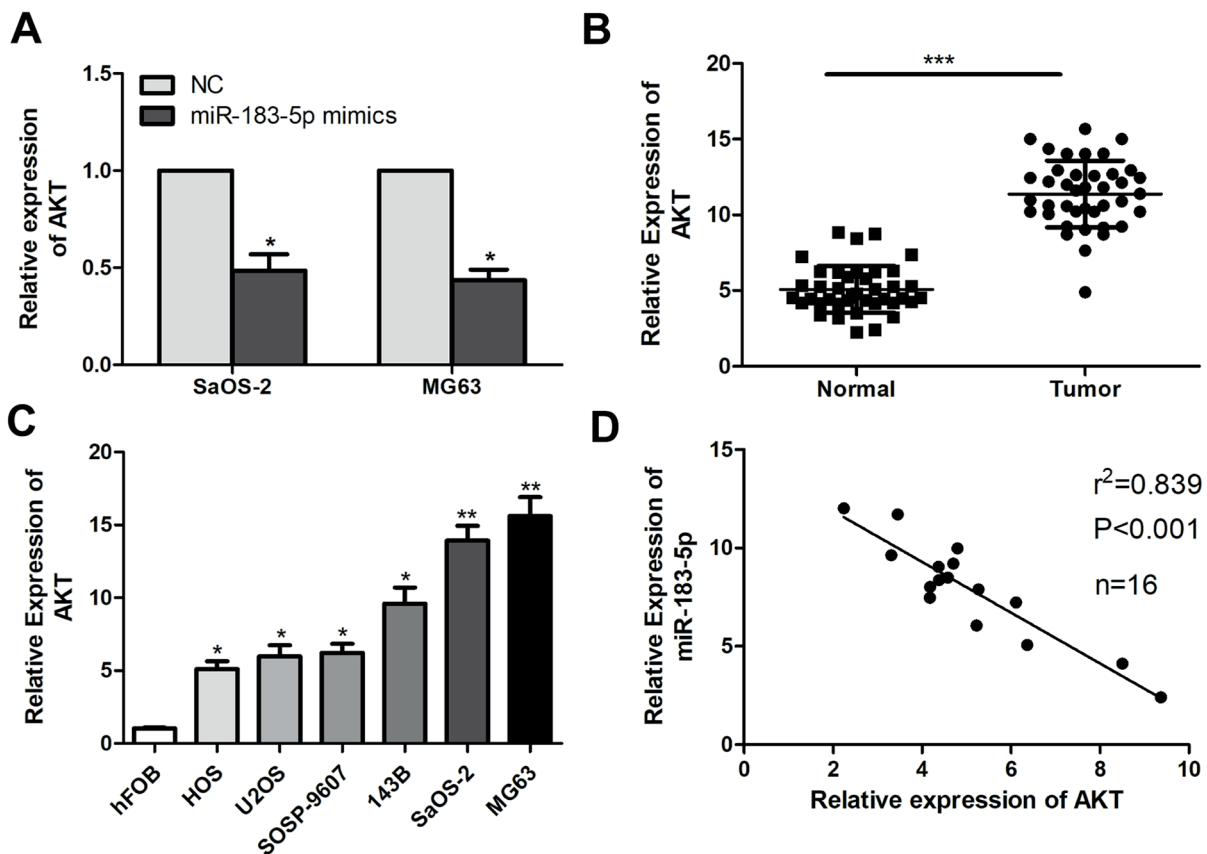 A
Relative expression
of AKT
1.5
1.0
0.5
0.0
NC
miR-183-5p mimics
*
*
SaOS-2
MG63
B
Relative Expression of
AKT
20
15
10
5
0
***
Normal
Tumor
C
Relative Expression of
AKT
20
15
10
5
0
*
*
*
*
**
**
hFOB
HOS
U2OS
SOSP-9607
143B
SaOS-2
MG63
D
Relative Expression of
miR-183-5p
15
10
5
0
r²=0.839
P<0.001
n=16
0
2
4
6
8
10
Relative expression of AKT